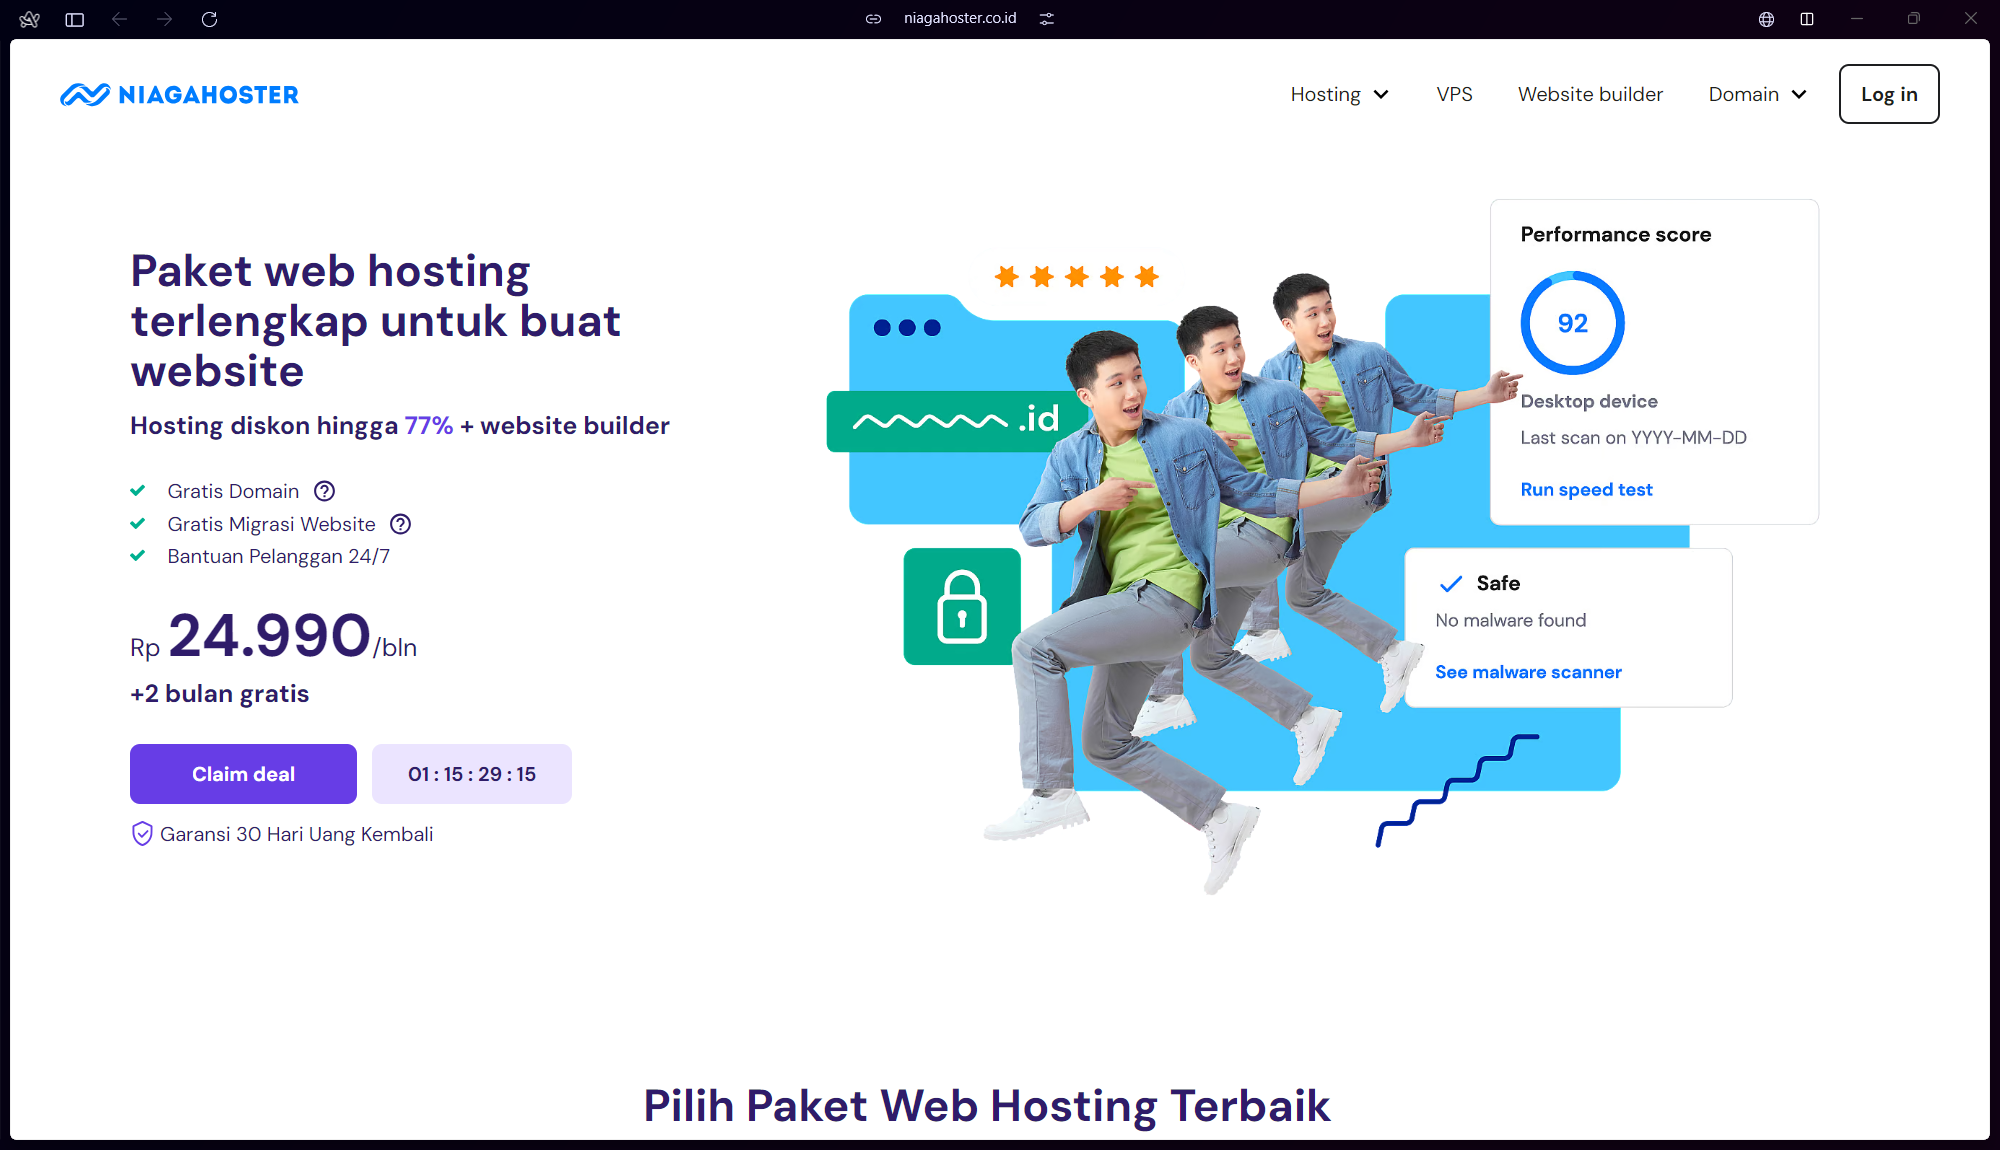 niagahoster.co.id
NIAGAHOSTER
Hosting
VPS
Website builder
Domain
Log in
Paket web hosting
terlengkap untuk buat
website
Hosting diskon hingga 77% + website builder
Gratis Domain
Gratis Migrasi Website
Bantuan Pelanggan 24/7
Rp 24.990/bln
+2 bulan gratis
Claim deal
01 : 15 : 29 : 15
Garansi 30 Hari Uang Kembali
.id
Performance score
92
Desktop device
Last scan on YYYY-MM-DD
Run speed test
Safe
No malware found
See malware scanner
Pilih Paket Web Hosting Terbaik